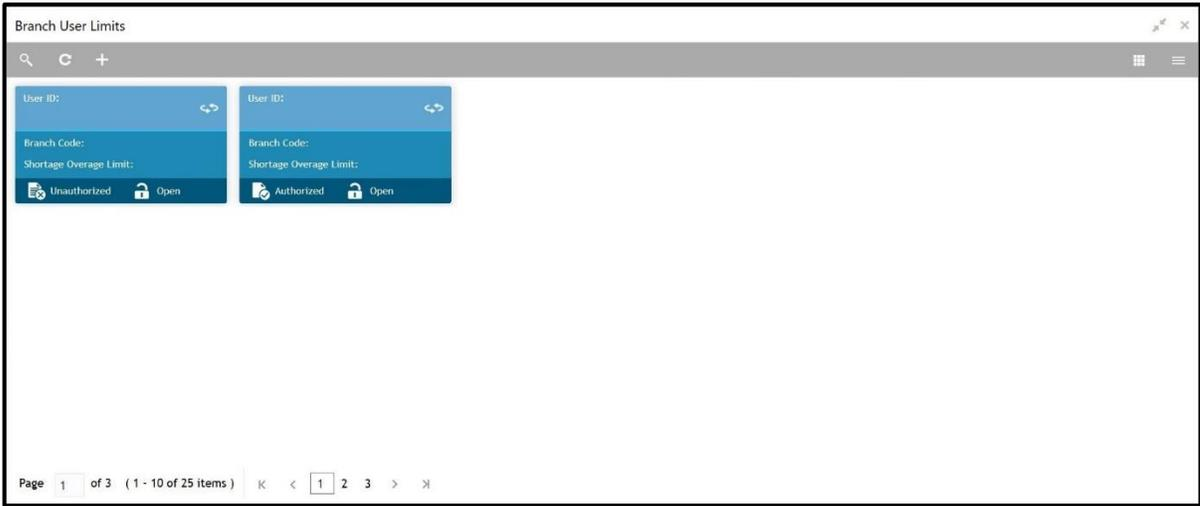 Branch User Limits
User ID:
Branch Code:
Shortage Overage Limit:
Unauthorized Open
User ID:
Branch Code:
Shortage Overage Limit:
Authorized Open
Page 1 of 3 ( 1 - 10 of 25 items ) 1 2 3